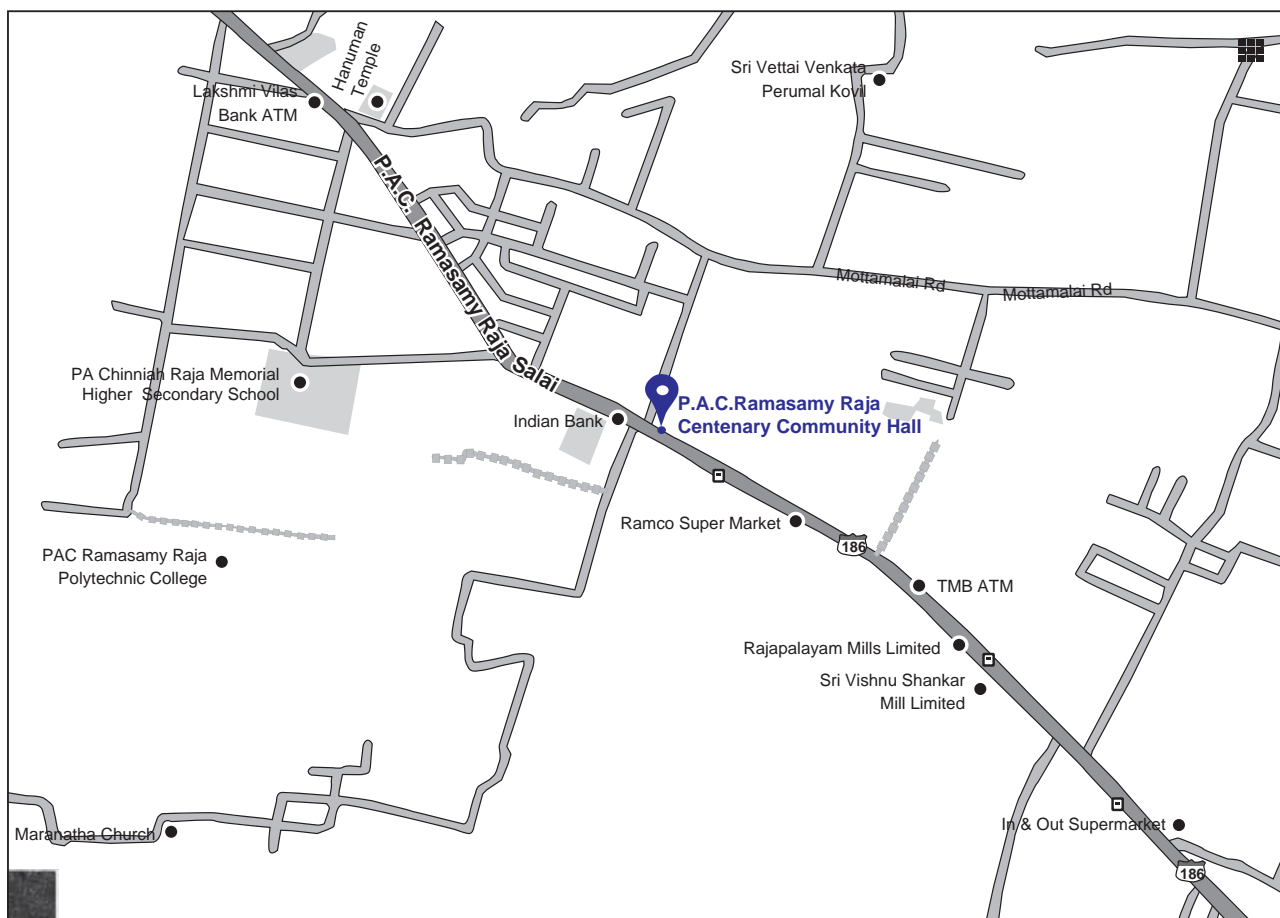 Hanuman
Temple
Sri Vettai Venkata
Perumal Kovil
Lakshmi Vilas
Bank ATM
P.A.C. Ramasamy Raja Salai
Mottamalai Rd
Mottamalai Rd
PA Chinniah Raja Memorial
Higher Secondary School
Indian Bank
P.A.C.Ramasamy Raja
Centenary Community Hall
Ramco Super Market
186
PAC Ramasamy Raja
Polytechnic College
TMB ATM
Rajapalayam Mills Limited
Sri Vishnu Shankar
Mill Limited
Maranatha Church
In & Out Supermarket
186